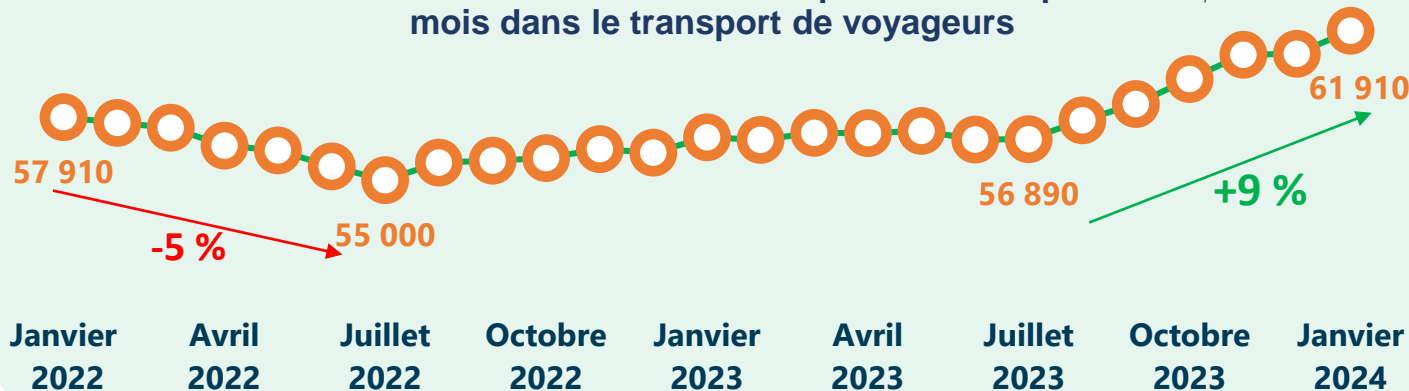 mois dans le transport de voyageurs
61 910
57 910
56 890
+9 %
-5 %
55 000
Janvier Avril Juillet Octobre Janvier Avril Juillet Octobre Janvier
2022 2022 2022 2022 2023 2023 2023 2023 2024